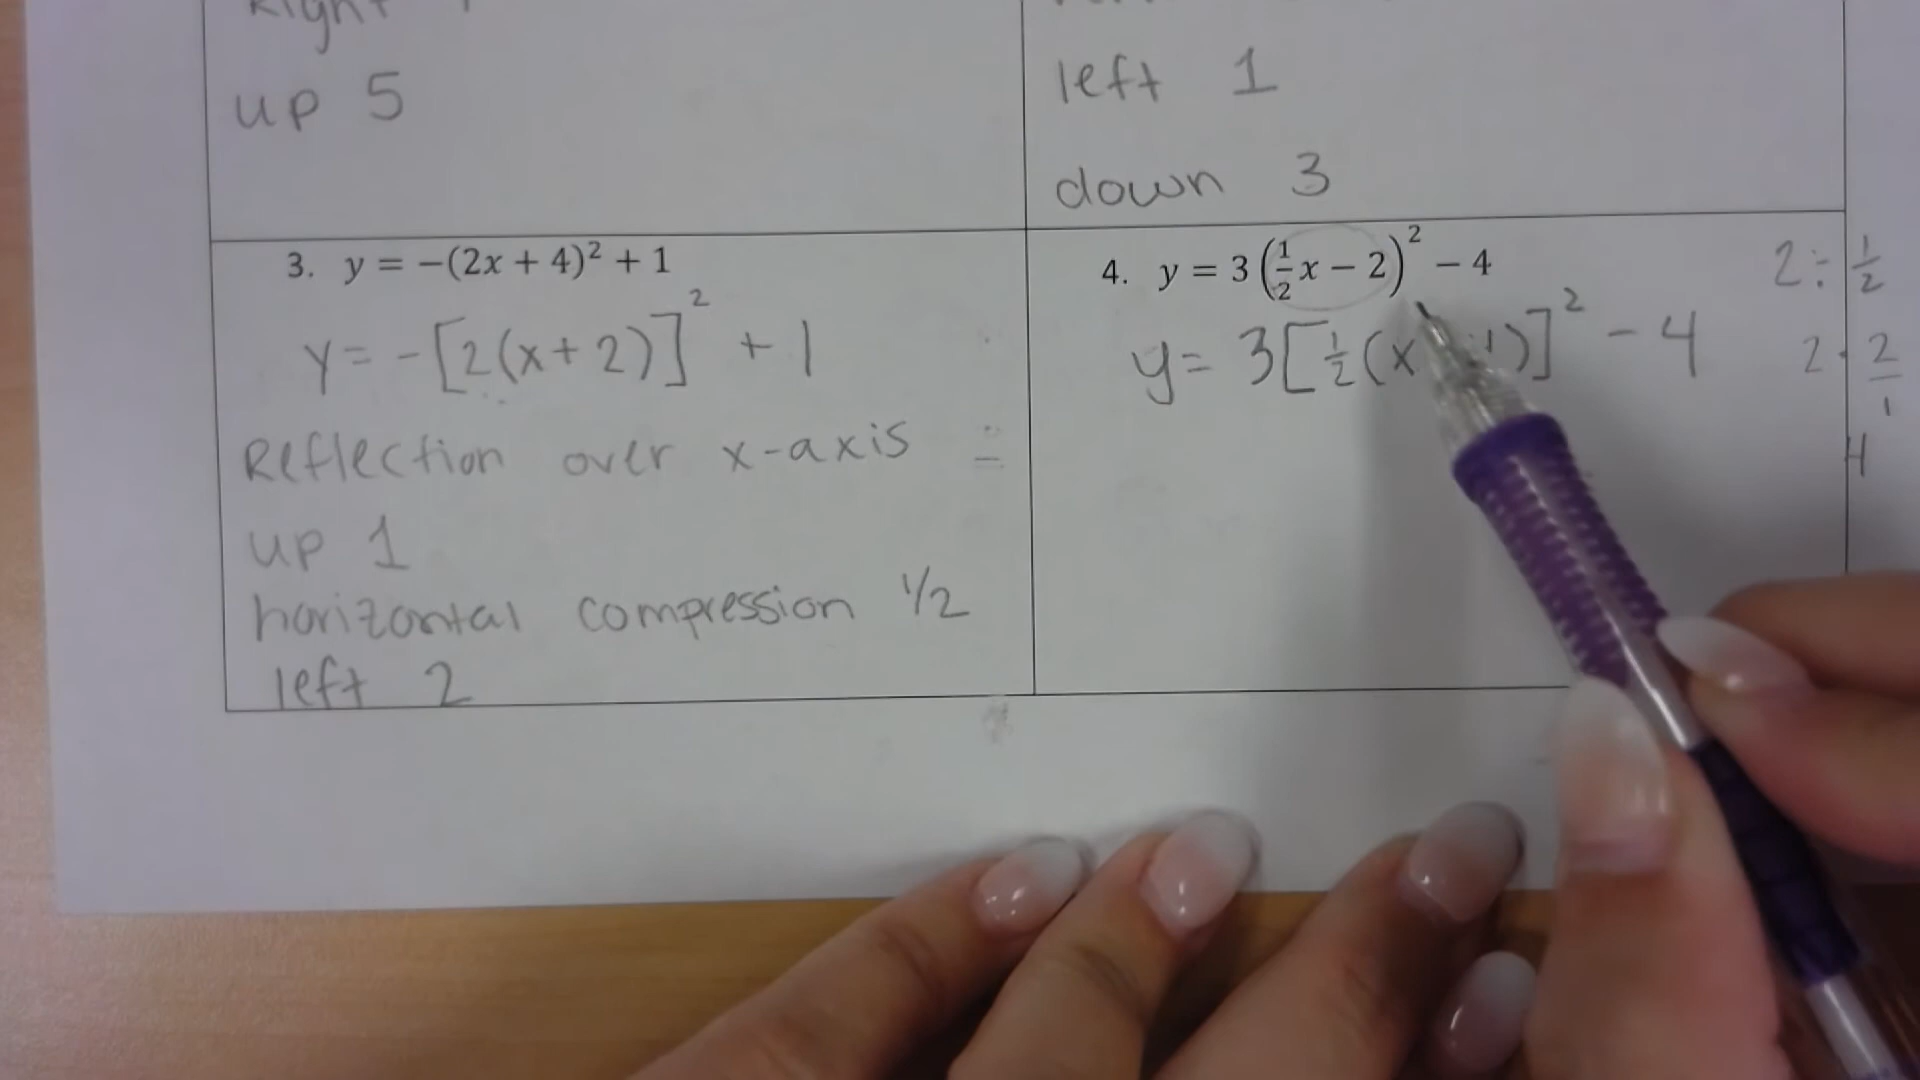 up 5
left 1
down 3
3. y = −(2x + 4)² + 1
y = -[2(x+2)]² + 1
Reflection over x-axis
up 1
horizontal compression 1/2
left 2
4. y = 3(1/2x − 2)² − 4
y = 3[1/2(x )]² - 4
2 ÷ 1/2
2 · 2/1
4